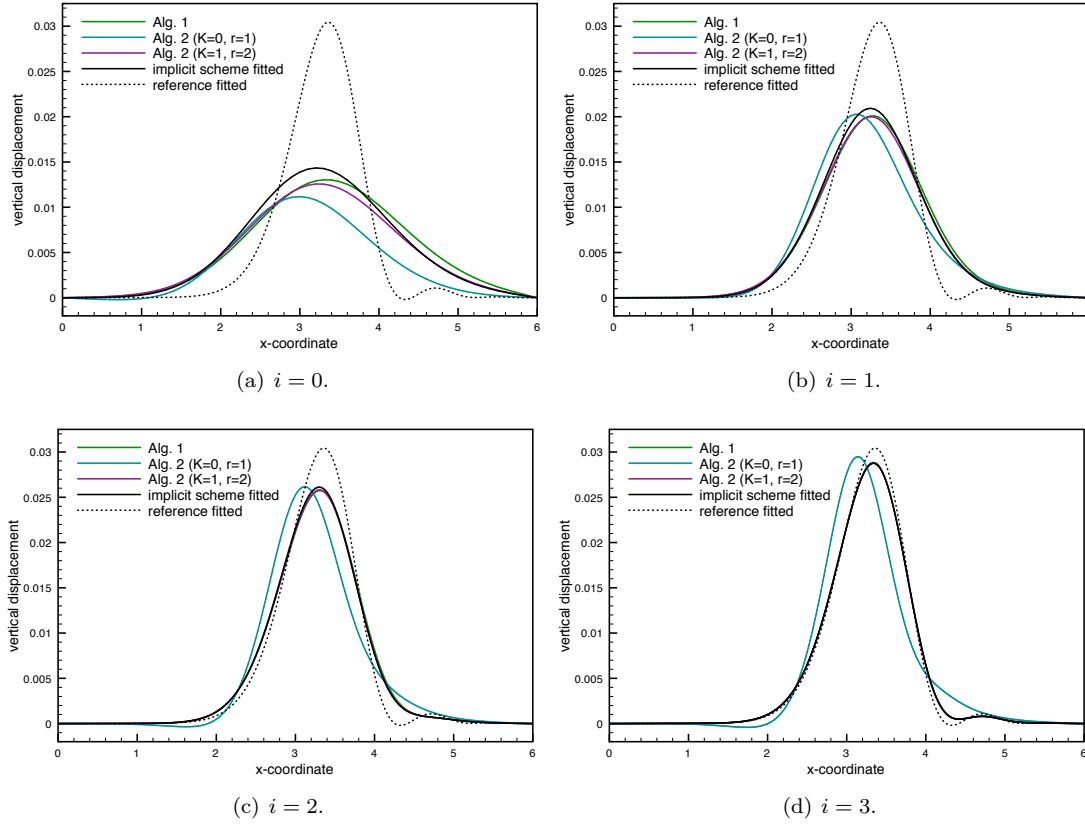 Alg. 1
Alg. 2 (K=0, r=1)
Alg. 2 (K=1, r=2)
implicit scheme fitted
reference fitted
vertical displacement
0.03
0.025
0.02
0.015
0.01
0.005
0
0 1 2 3 4 5 6
x-coordinate
(a) i = 0.
Alg. 1
Alg. 2 (K=0, r=1)
Alg. 2 (K=1, r=2)
implicit scheme fitted
reference fitted
vertical displacement
0.03
0.025
0.02
0.015
0.01
0.005
0
0 1 2 3 4 5
x-coordinate
(b) i = 1.
Alg. 1
Alg. 2 (K=0, r=1)
Alg. 2 (K=1, r=2)
implicit scheme fitted
reference fitted
vertical displacement
0.03
0.025
0.02
0.015
0.01
0.005
0
0 1 2 3 4 5 6
x-coordinate
(c) i = 2.
Alg. 1
Alg. 2 (K=0, r=1)
Alg. 2 (K=1, r=2)
implicit scheme fitted
reference fitted
vertical displacement
0.03
0.025
0.02
0.015
0.01
0.005
0
0 1 2 3 4 5 6
x-coordinate
(d) i = 3.